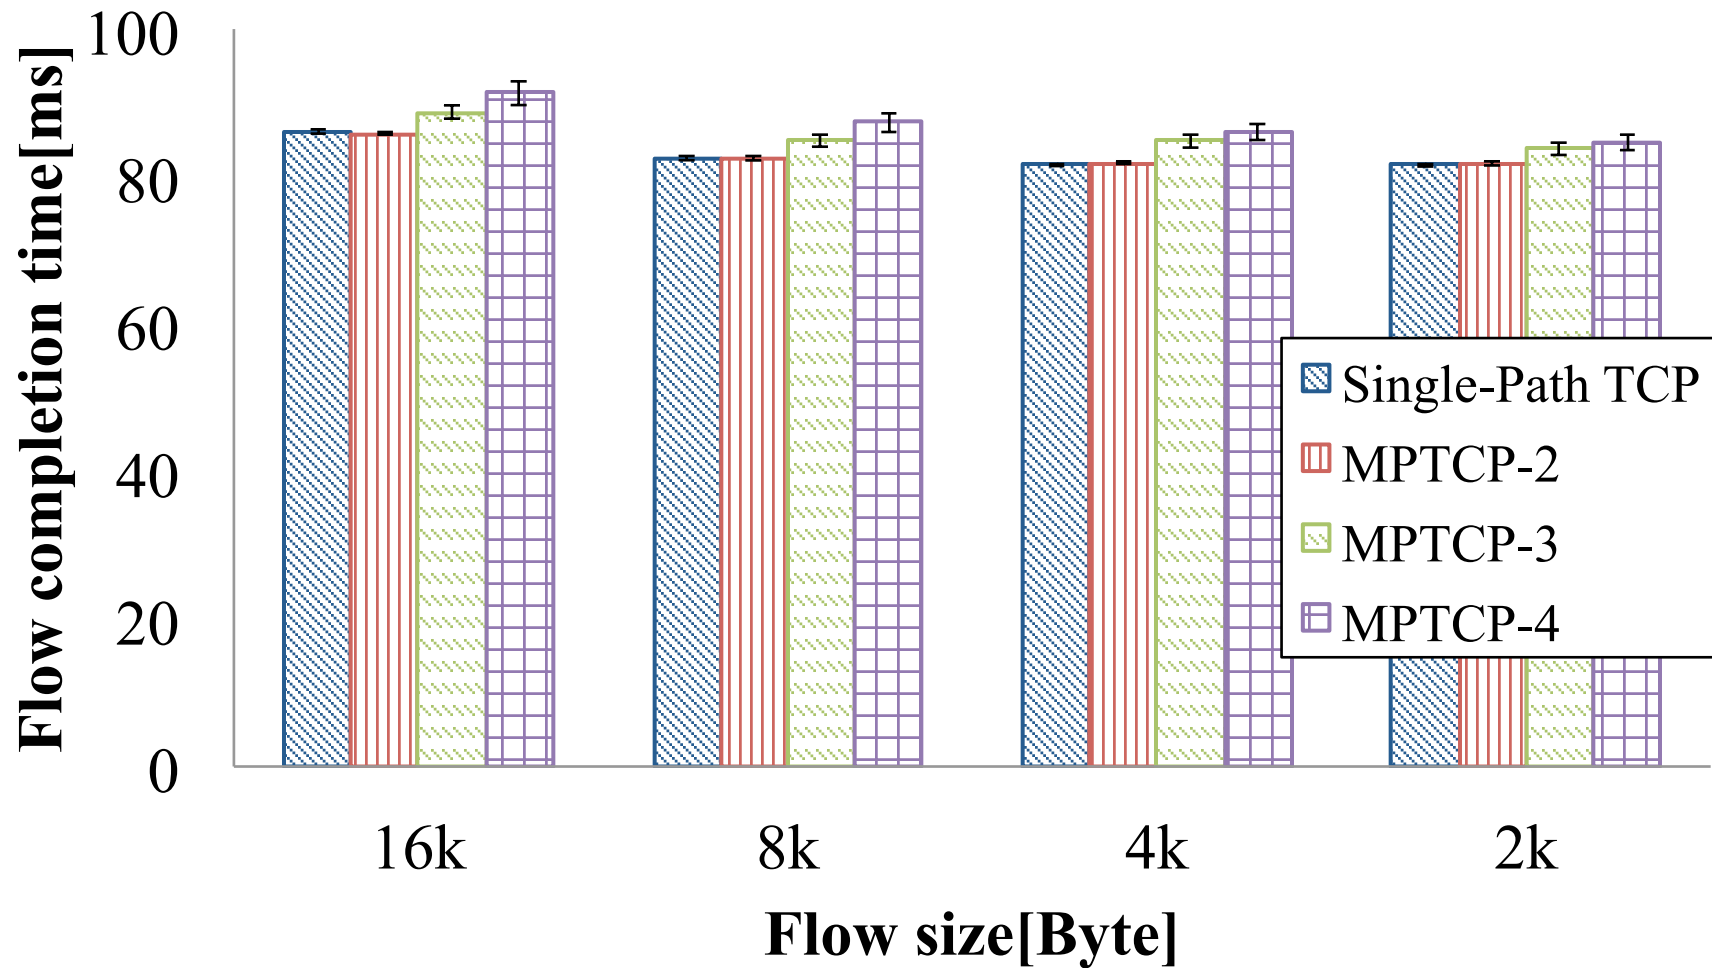 Flow completion time[ms]
100
80
60
40
20
0
Single-Path TCP
MPTCP-2
MPTCP-3
MPTCP-4
16k
8k
4k
2k
Flow size[Byte]